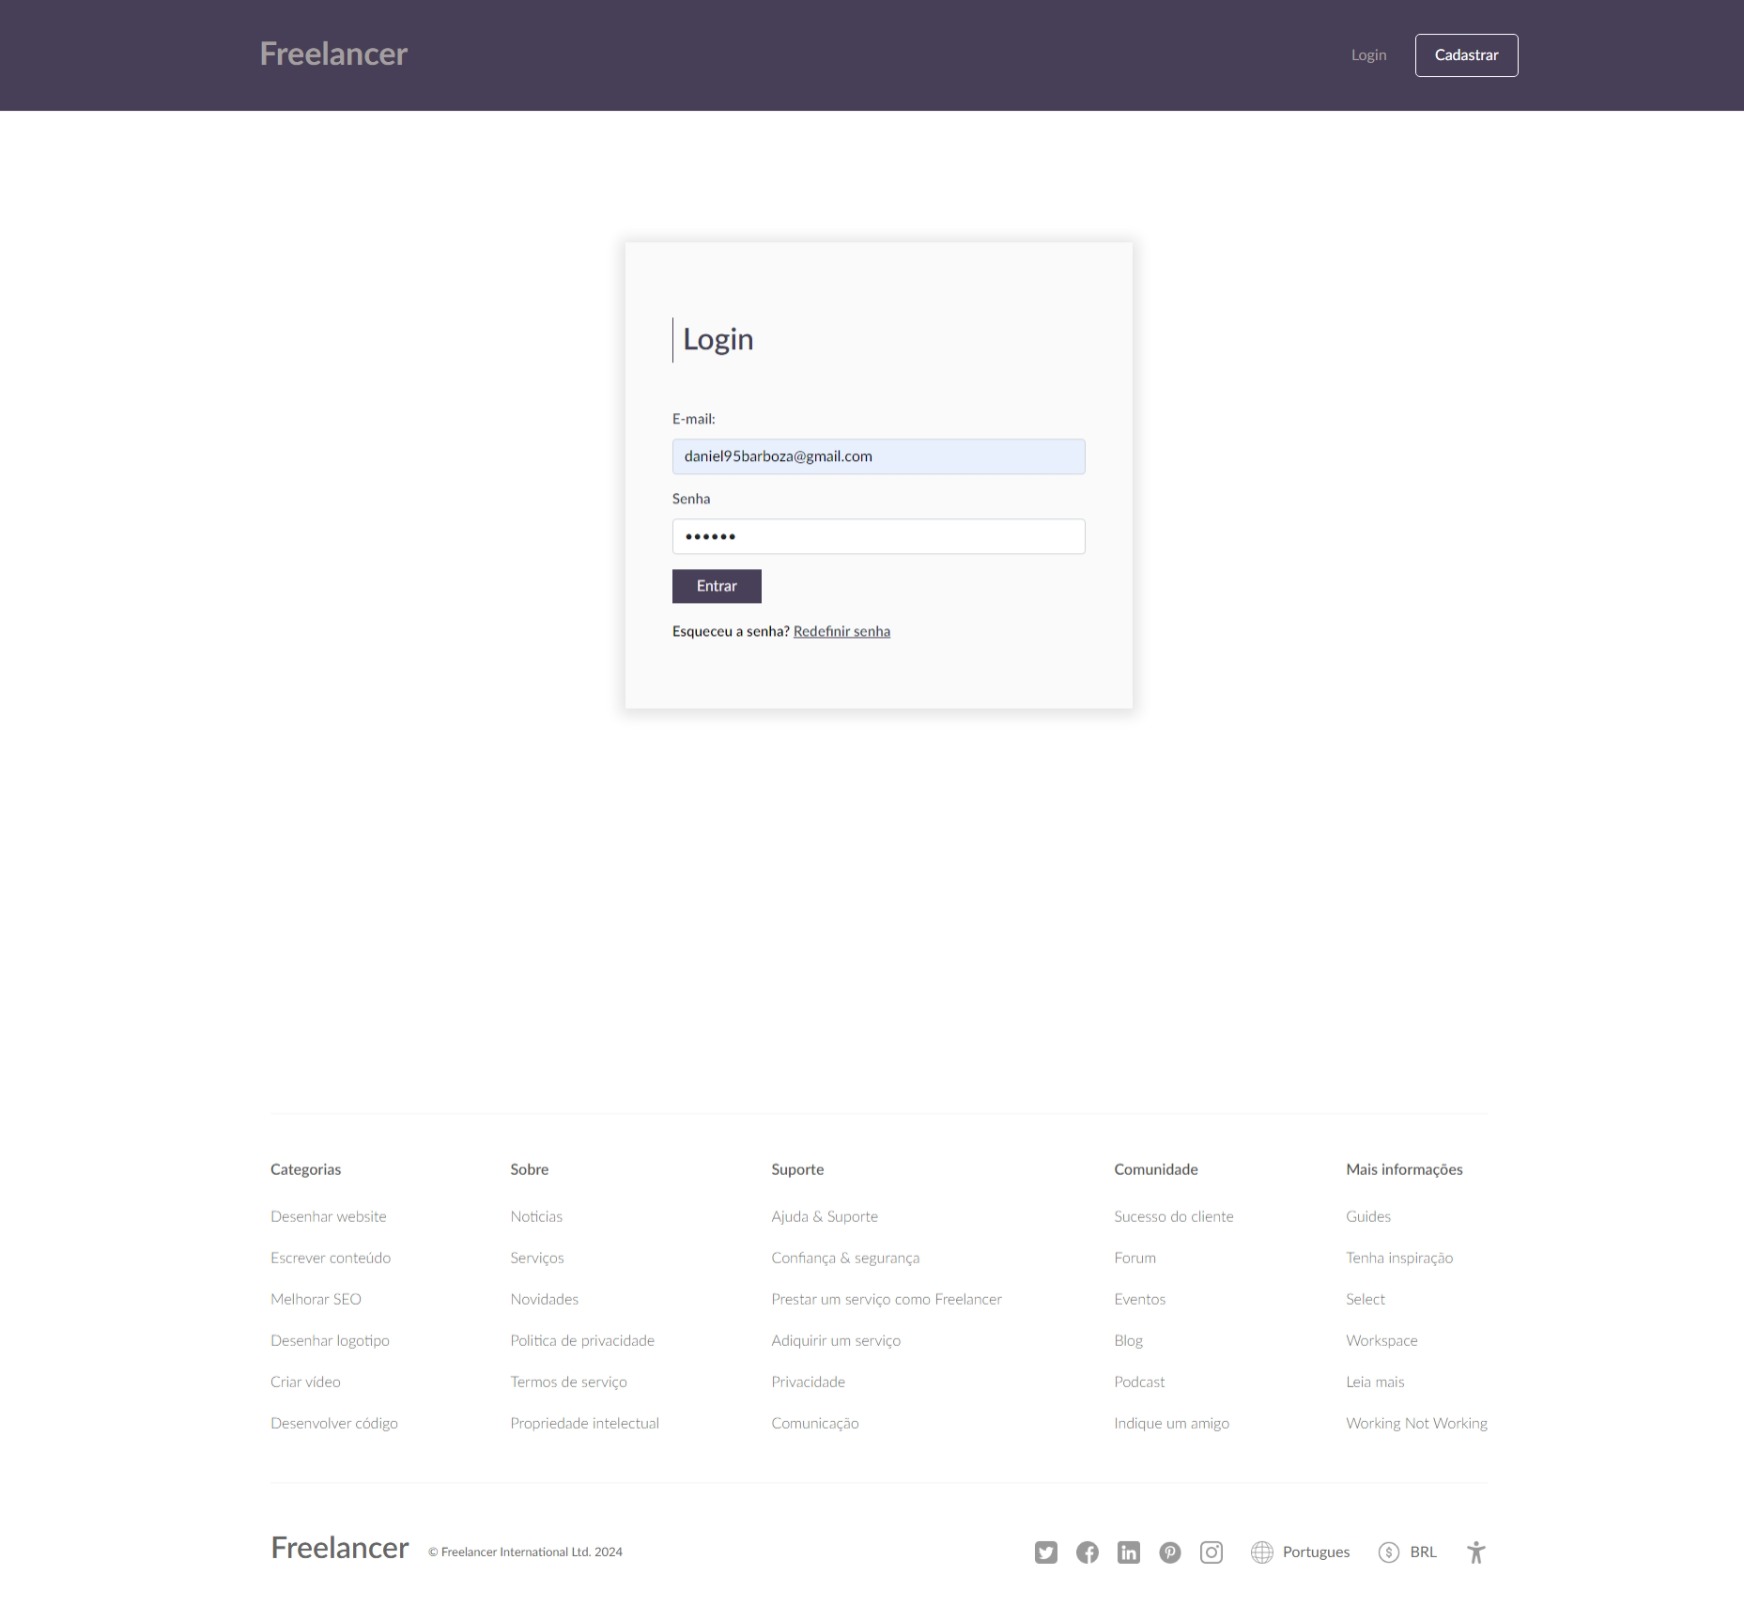 Freelancer
Login
Cadastrar
Login
E-mail:
daniel95barboza@gmail.com
Senha
••••••
Entrar
Esqueceu a senha? Redefinir senha
Categorias
Desenhar website
Escrever conteúdo
Melhorar SEO
Desenhar logotipo
Criar vídeo
Desenvolver código
Sobre
Noticias
Serviços
Novidades
Politica de privacidade
Termos de serviço
Propriedade intelectual
Suporte
Ajuda & Suporte
Confiança & segurança
Prestar um serviço como Freelancer
Adiquirir um serviço
Privacidade
Comunicação
Comunidade
Sucesso do cliente
Forum
Eventos
Blog
Podcast
Indique um amigo
Mais informações
Guides
Tenha inspiração
Select
Workspace
Leia mais
Working Not Working
Freelancer
© Freelancer International Ltd. 2024
Portugues
BRL